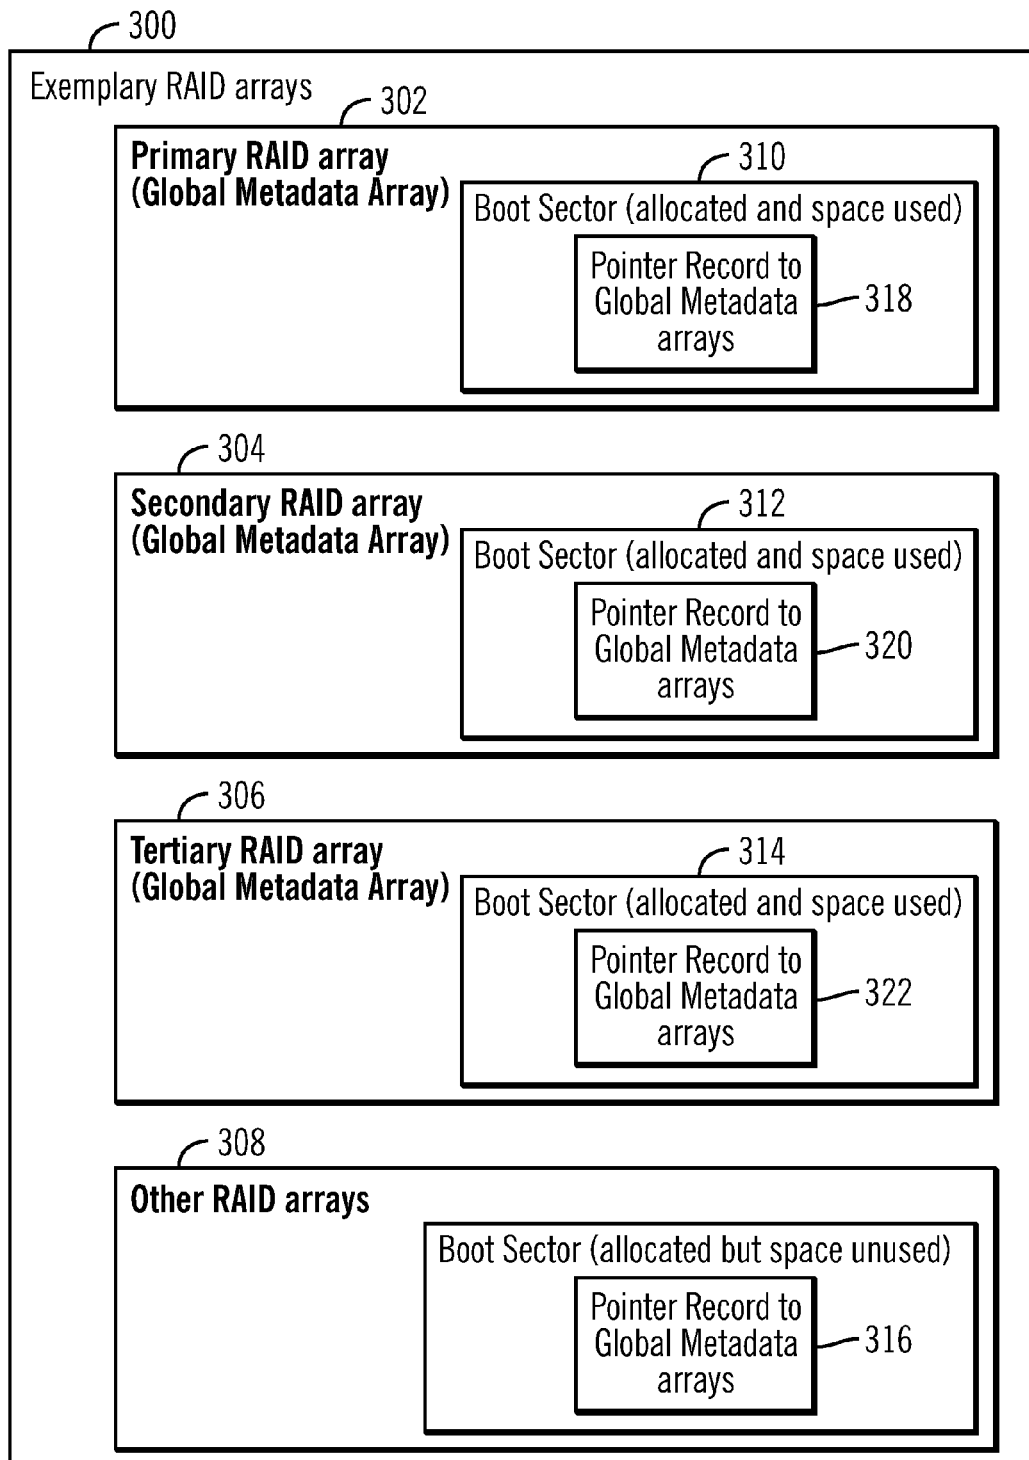 300
Exemplary RAID arrays
302
Primary RAID array
(Global Metadata Array)
310
Boot Sector (allocated and space used)
Pointer Record to
Global Metadata
arrays
318
304
Secondary RAID array
(Global Metadata Array)
312
Boot Sector (allocated and space used)
Pointer Record to
Global Metadata
arrays
320
306
Tertiary RAID array
(Global Metadata Array)
314
Boot Sector (allocated and space used)
Pointer Record to
Global Metadata
arrays
322
308
Other RAID arrays
Boot Sector (allocated but space unused)
Pointer Record to
Global Metadata
arrays
316